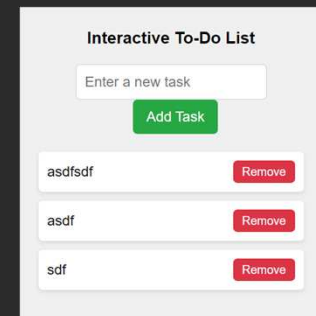 Interactive To-Do List
Enter a new task
Add Task
asdfsdf Remove
asdf Remove
sdf Remove